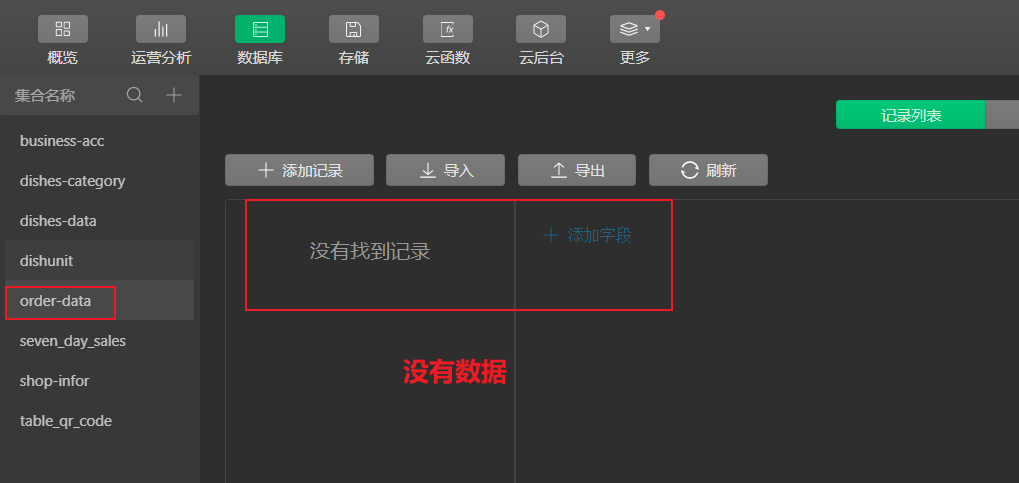 概览 运营分析 数据库 存储 云函数 云后台 更多
集合名称
记录列表
business-acc
dishes-category
添加记录 导入 导出 刷新
dishes-data
添加字段
没有找到记录
dishunit
order-data
seven_day_sales
没有数据
shop-infor
table_qr_code